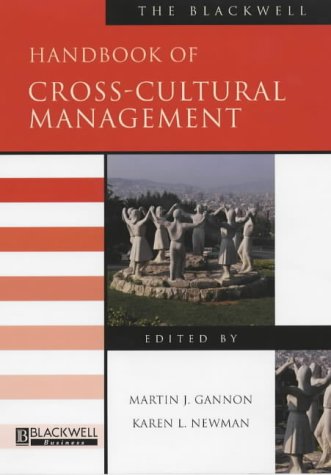 THE BLACKWELL
HANDBOOK OF
CROSS-CULTURAL
MANAGEMENT
EDITED BY
MARTIN J. GANNON
KAREN L. NEWMAN
B BLACKWELL
Business